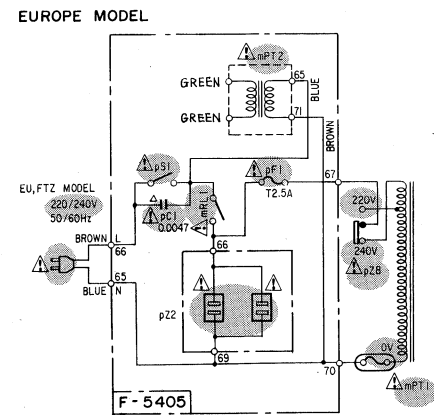 EUROPE MODEL
mPT2
GREEN
65
BLUE
GREEN
71
BROWN
pS1
pF1
67
T2.5A
EU,FTZ MODEL
220/240V
50/60Hz
pC1
0.0047
mRL1
220V
240V
pZB
BROWN L
66
66
65
BLUE N
pZ2
69
0V
70
mPT1
F-5405